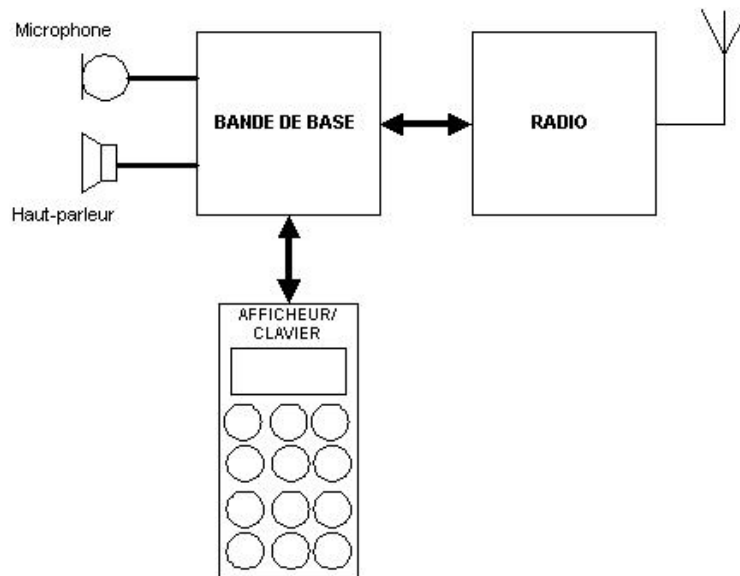 Microphone
BANDE DE BASE
RADIO
Haut-parleur
AFFICHEUR/
CLAVIER